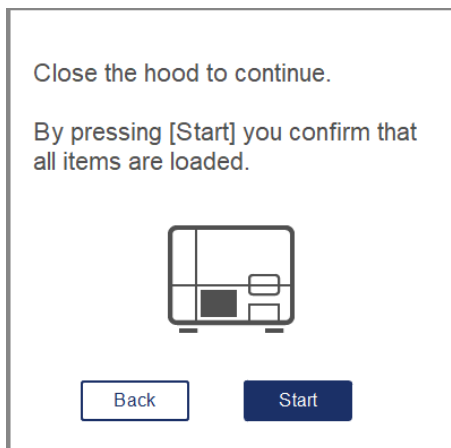 Close the hood to continue.
By pressing [Start] you confirm that
all items are loaded.
Back
Start